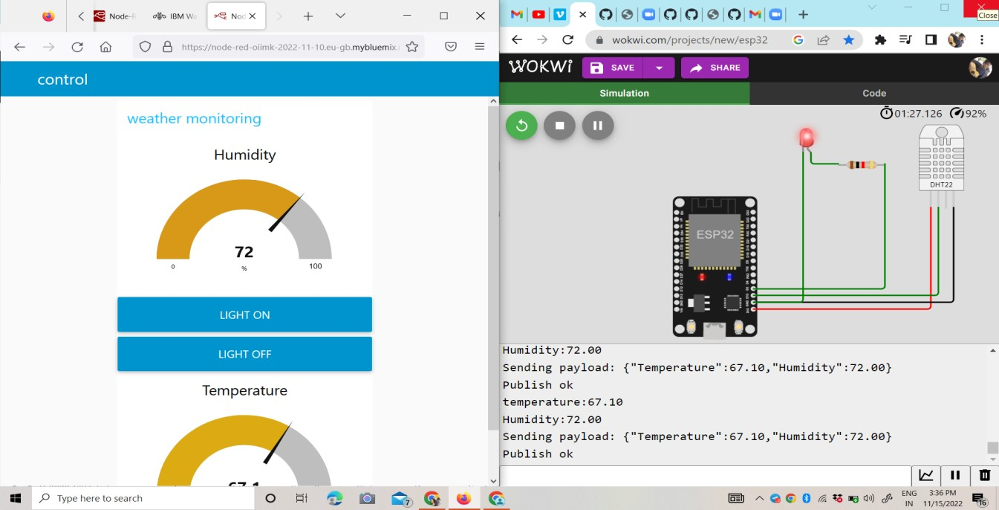 Node-R
IBM Wa
Nod
https://node-red-oiimk-2022-11-10.eu-gb.mybluemix.
control
weather monitoring
Humidity
72
%
0
100
LIGHT ON
LIGHT OFF
Temperature
67.1
Close
wokwi.com/projects/new/esp32
WOKWi
SAVE
SHARE
Simulation
Code
01:27.126
92%
DHT22
ESP32
Humidity:72.00
Sending payload: {"Temperature":67.10,"Humidity":72.00}
Publish ok
temperature:67.10
Humidity:72.00
Sending payload: {"Temperature":67.10,"Humidity":72.00}
Publish ok
Type here to search
7
ENG
IN
3:36 PM
11/15/2022
16